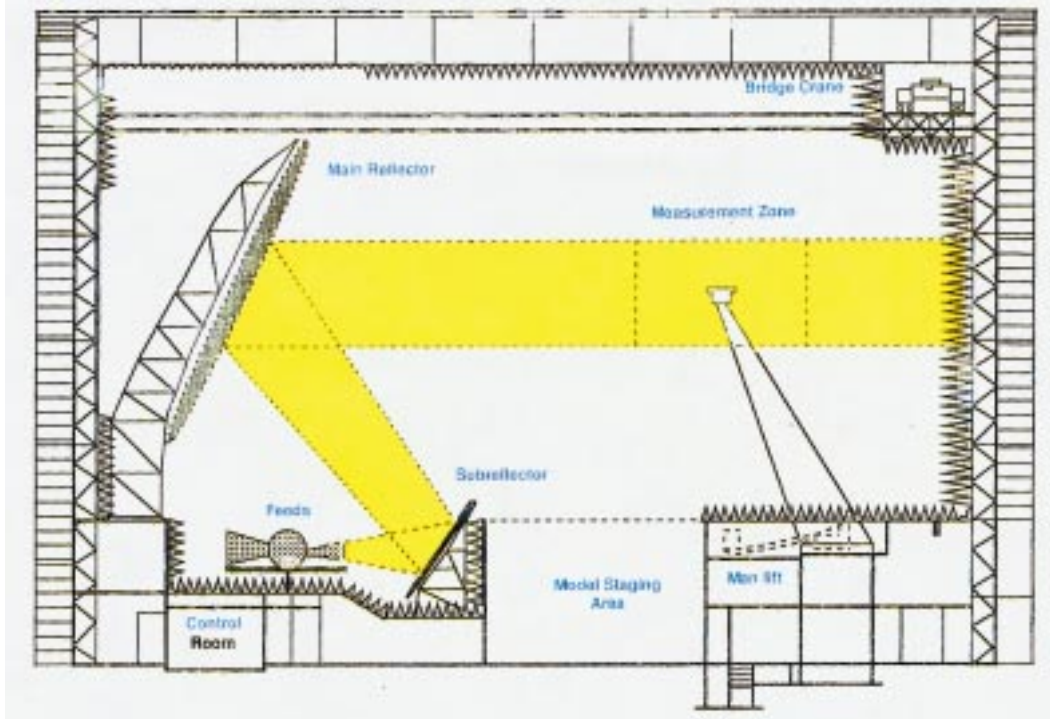 Bridge Crane
Main Reflector
Measurement Zone
Subreflector
Feeds
Model Staging
Area
Man lift
Control
Room